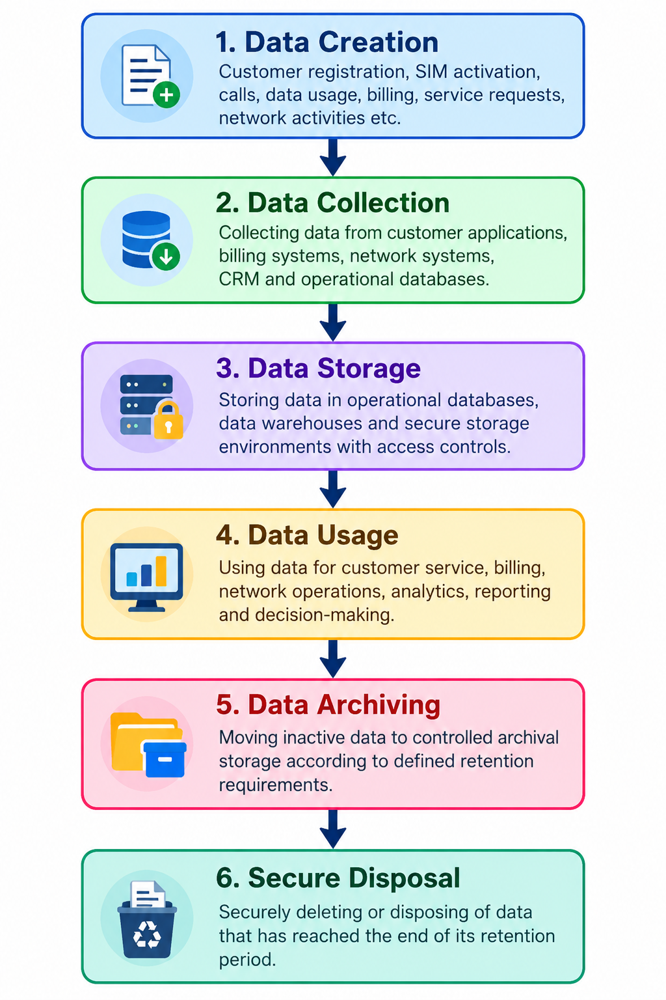 1. Data Creation
Customer registration, SIM activation,
calls, data usage, billing, service requests,
network activities etc.
2. Data Collection
Collecting data from customer applications,
billing systems, network systems,
CRM and operational databases.
3. Data Storage
Storing data in operational databases,
data warehouses and secure storage
environments with access controls.
4. Data Usage
Using data for customer service, billing,
network operations, analytics, reporting
and decision-making.
5. Data Archiving
Moving inactive data to controlled archival
storage according to defined retention
requirements.
6. Secure Disposal
Securely deleting or disposing of data
that has reached the end of its retention
period.